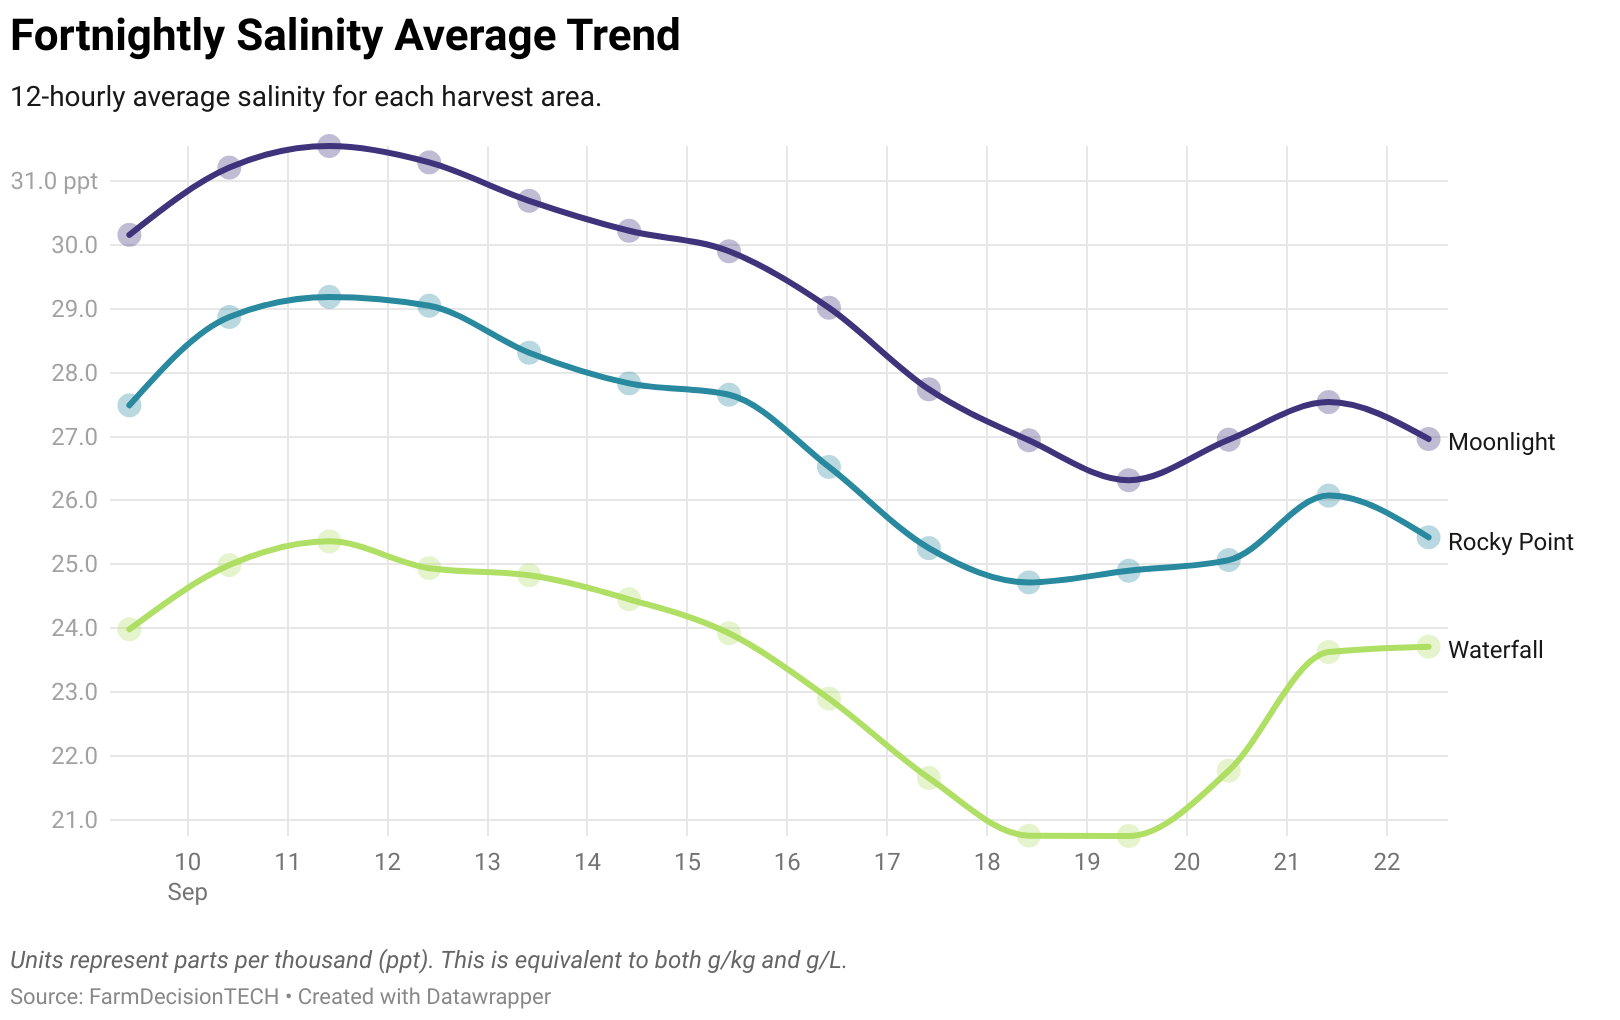 Fortnightly Salinity Average Trend
12-hourly average salinity for each harvest area.
31.0 ppt
30.0
29.0
28.0
27.0
26.0
25.0
24.0
23.0
22.0
21.0
Moonlight
Rocky Point
Waterfall
10 11 12 13 14 15 16 17 18 19 20 21 22
Sep
Units represent parts per thousand (ppt). This is equivalent to both g/kg and g/L.
Source: FarmDecisionTECH • Created with Datawrapper